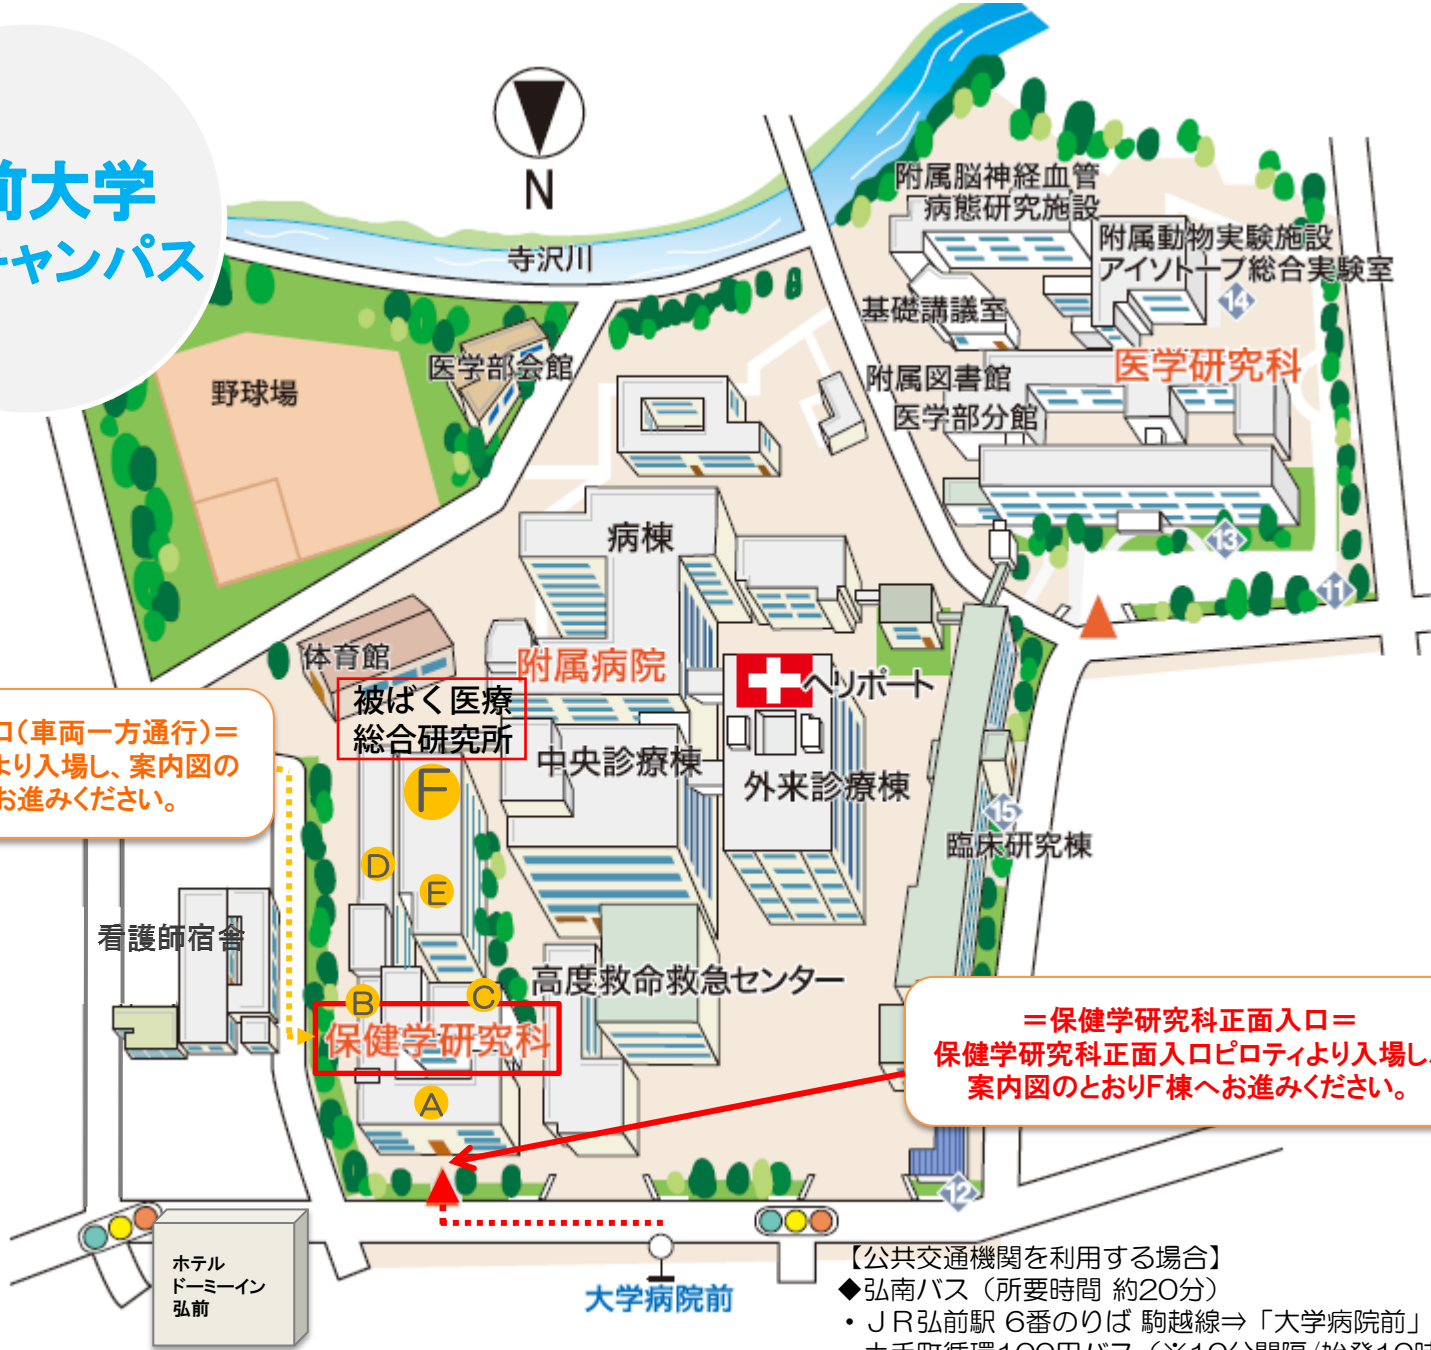 前大学
キャンパス
N
寺沢川
附属脳神経血管
病態研究施設
附属動物実験施設
アイソトープ総合実験室
14
基礎講議室
医学研究科
附属図書館
医学部分館
医学部会館
野球場
13
11
病棟
体育館
附属病院
ヘリポート
被ばく医療
総合研究所
中央診療棟
外来診療棟
口（車両一方通行）＝
より入場し、案内図の
お進みください。
F
D
E
15
臨床研究棟
看護師宿舎
高度救命救急センター
B
C
保健学研究科
A
＝保健学研究科正面入口＝
保健学研究科正面入口ピロティより入場し、
案内図のとおりF棟へお進みください。
12
ホテル
ドーミーイン
弘前
大学病院前
【公共交通機関を利用する場合】
◆弘南バス（所要時間 約20分）
・ＪＲ弘前駅 6番のりば 駒越線⇒「大学病院前」